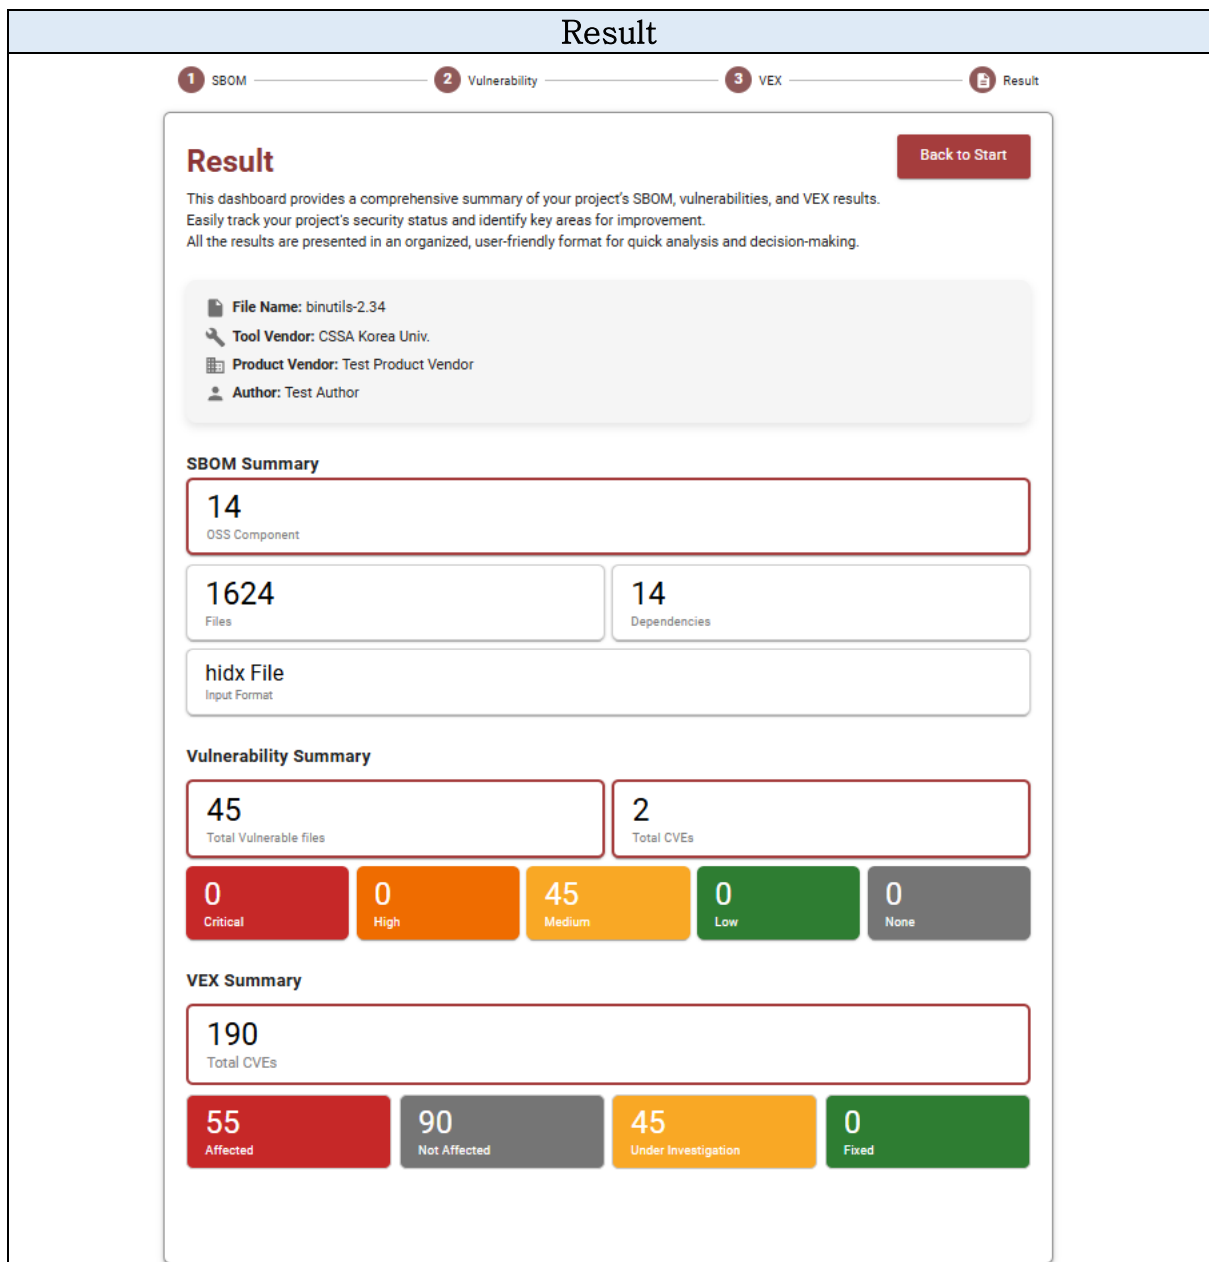 Result
1 SBOM 2 Vulnerability 3 VEX Result
Result
Back to Start
This dashboard provides a comprehensive summary of your project's SBOM, vulnerabilities, and VEX results.
Easily track your project's security status and identify key areas for improvement.
All the results are presented in an organized, user-friendly format for quick analysis and decision-making.
File Name: binutils-2.34
Tool Vendor: CSSA Korea Univ.
Product Vendor: Test Product Vendor
Author: Test Author
SBOM Summary
14
OSS Component
1624
Files
14
Dependencies
hidx File
Input Format
Vulnerability Summary
45
Total Vulnerable files
2
Total CVEs
0
Critical
0
High
45
Medium
0
Low
0
None
VEX Summary
190
Total CVEs
55
Affected
90
Not Affected
45
Under Investigation
0
Fixed